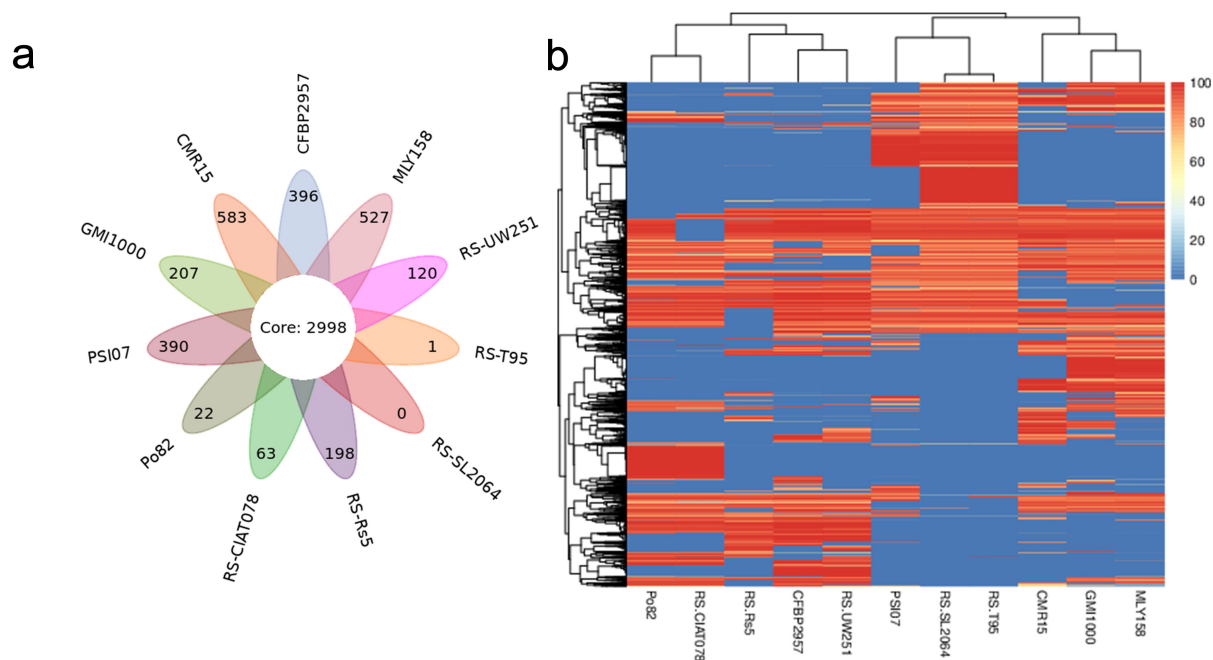 a
CFBP2957
396
MLY158
527
RS-UW251
120
RS-T95
1
RS-SL2064
0
RS-Rs5
198
RS-CIAT078
63
Po82
22
PSI07
390
GMI1000
207
CMR15
583
Core: 2998
b
100
80
60
40
20
0
Po82
RS.CIAT078
RS.Rs5
CFBP2957
RS.UW251
PSI07
RS.SL2064
RS.T95
CMR15
GMI1000
MLY158